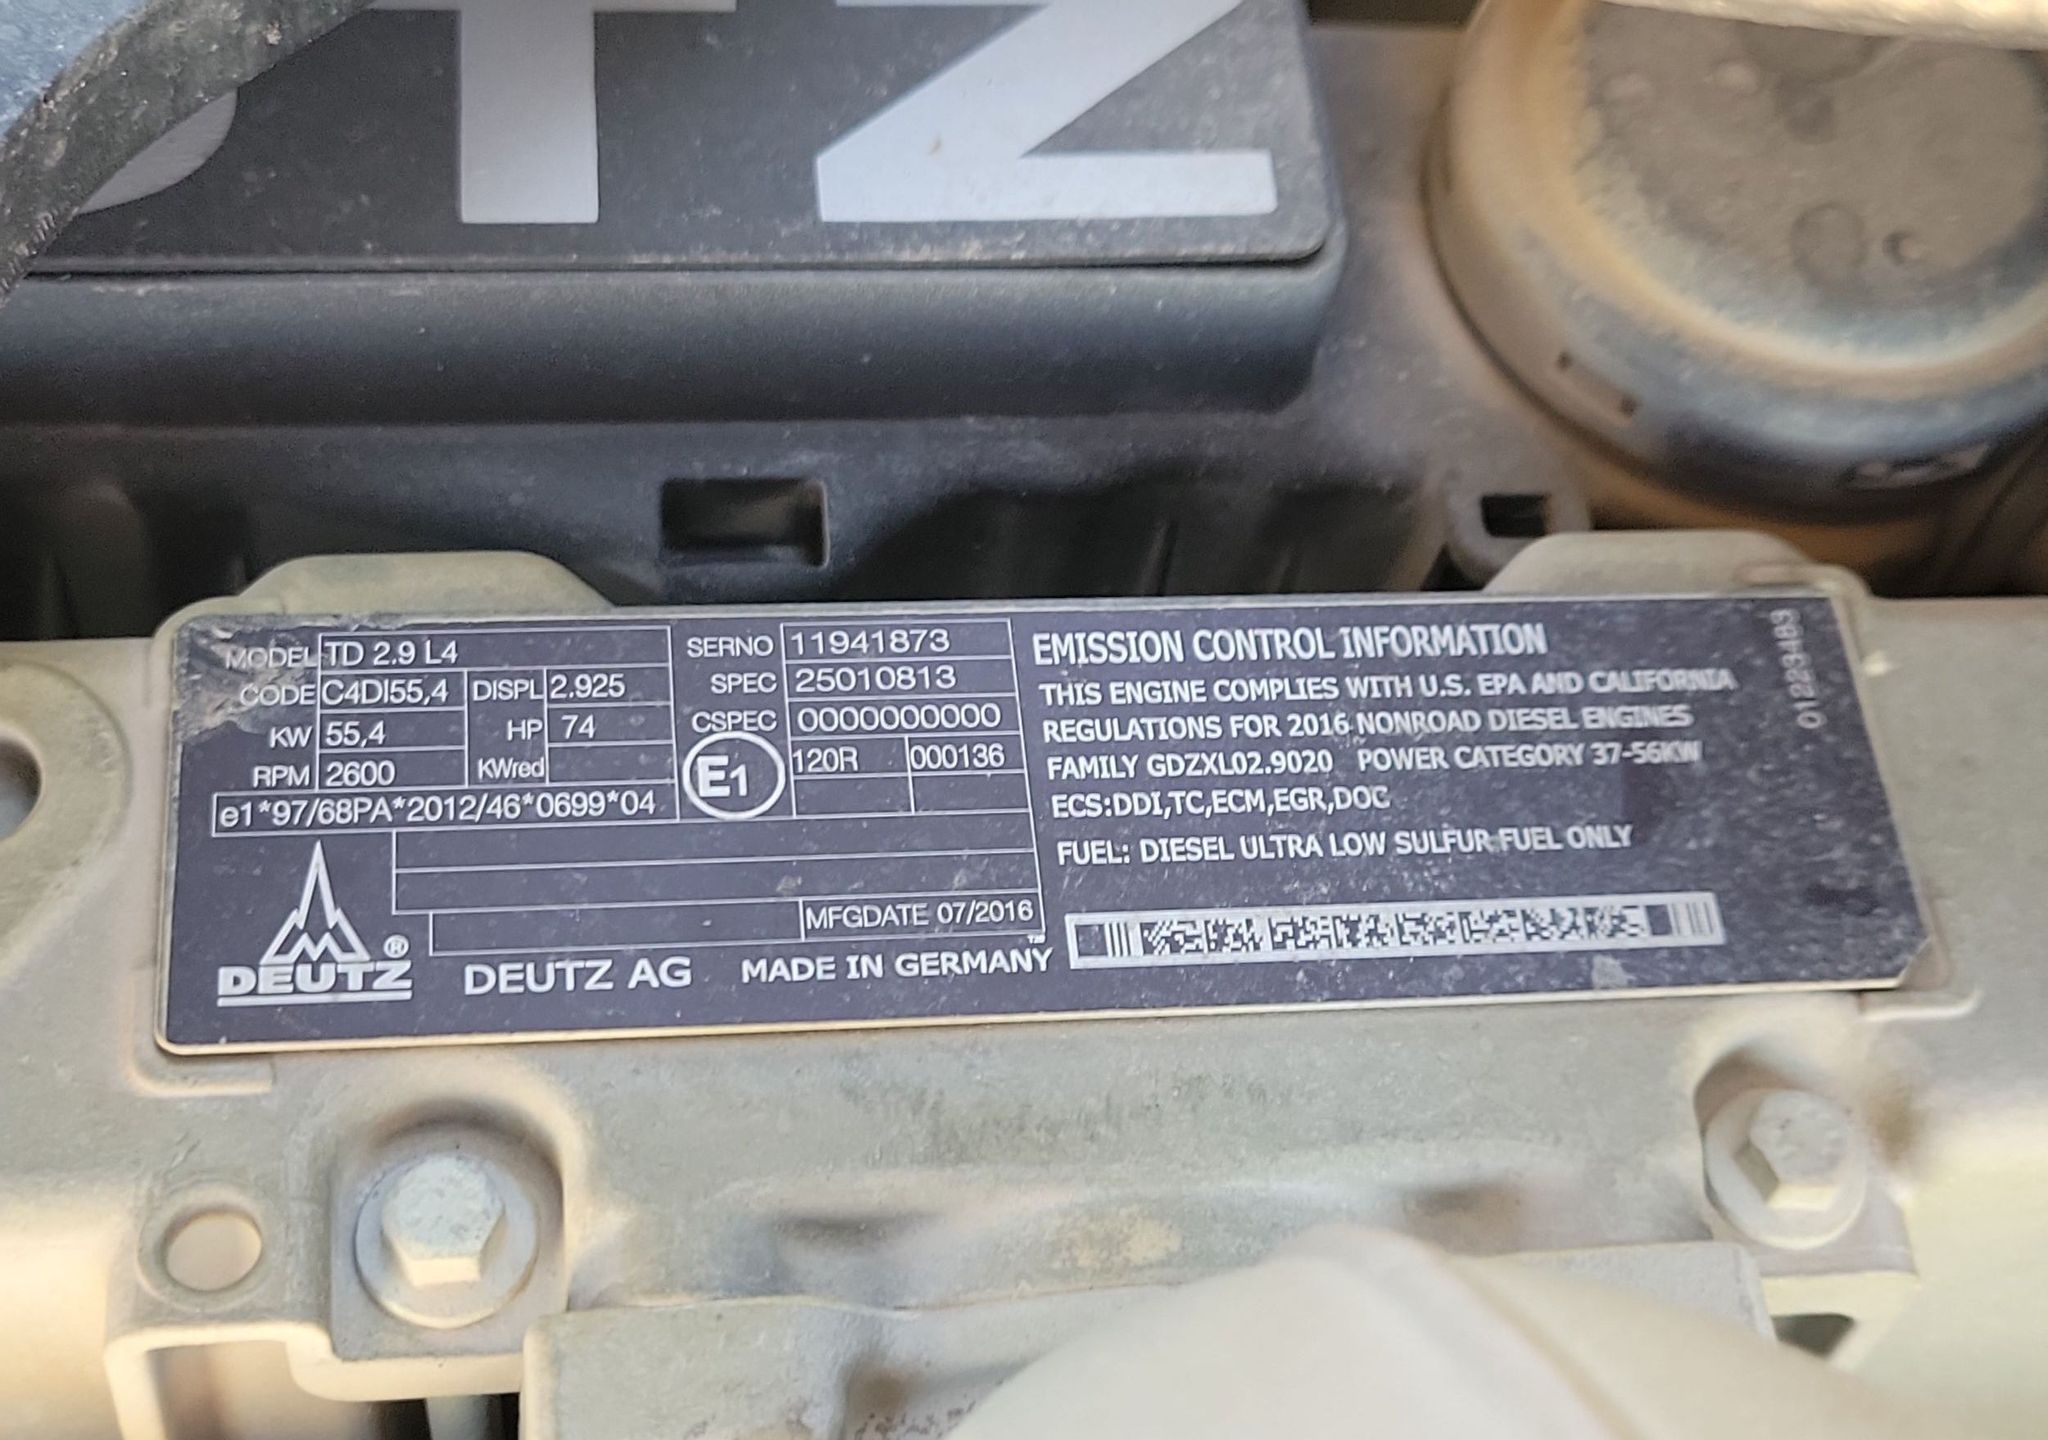 TZ
MODEL TD 2.9 L4
CODE C4DI55,4 DISPL 2.925
KW 55,4 HP 74
RPM 2600 KWred
e1*97/68PA*2012/46*0699*04
SERNO 11941873
SPEC 25010813
CSPEC 0000000000
E1 120R 000136
MFGDATE 07/2016
DEUTZ ®
DEUTZ AG MADE IN GERMANY
EMISSION CONTROL INFORMATION
THIS ENGINE COMPLIES WITH U.S. EPA AND CALIFORNIA
REGULATIONS FOR 2016 NONROAD DIESEL ENGINES
FAMILY GDZXL02.9020 POWER CATEGORY 37-56KW
ECS:DDI,TC,ECM,EGR,DOC
FUEL: DIESEL ULTRA LOW SULFUR FUEL ONLY
01223483